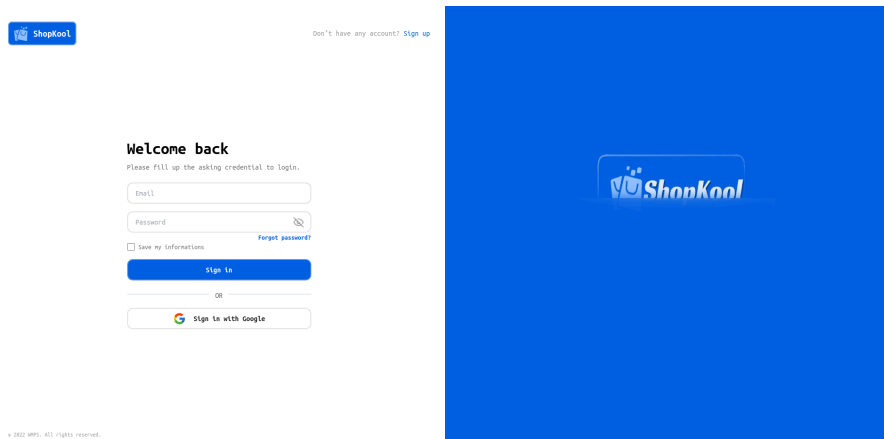 ShopKool
Don't have any account? Sign up
Welcome back
Please fill up the asking credential to login.
Email
Password
Forgot password?
Save my informations
Sign in
OR
Sign in with Google
© 2022 WMPS. All rights reserved.
ShopKool